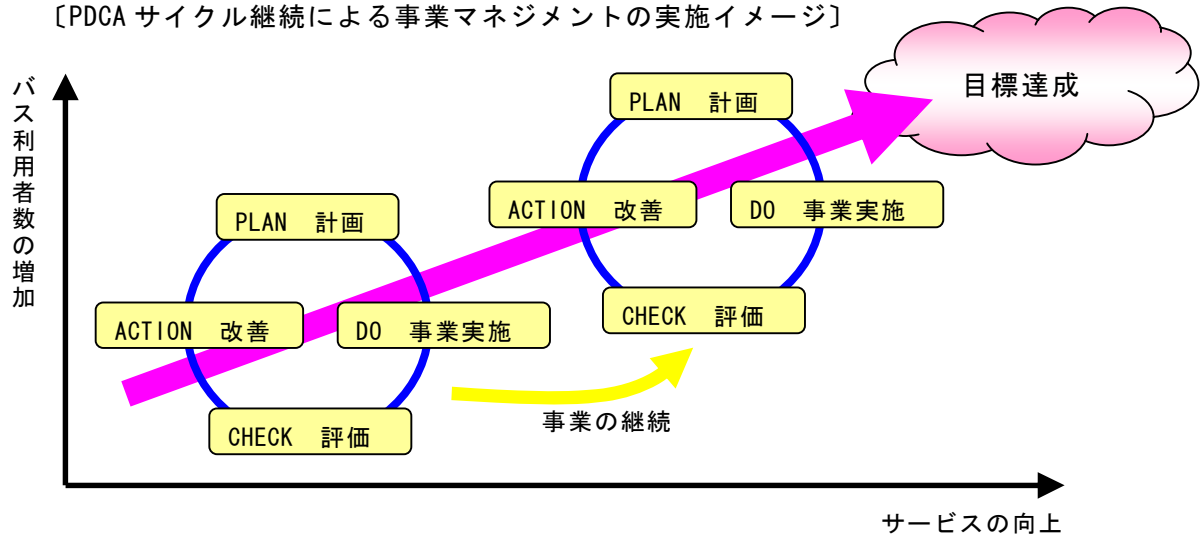 〔PDCA サイクル継続による事業マネジメントの実施イメージ〕
バス利用者数の増加
目標達成
PLAN 計画
ACTION 改善
DO 事業実施
CHECK 評価
PLAN 計画
ACTION 改善
DO 事業実施
CHECK 評価
事業の継続
サービスの向上